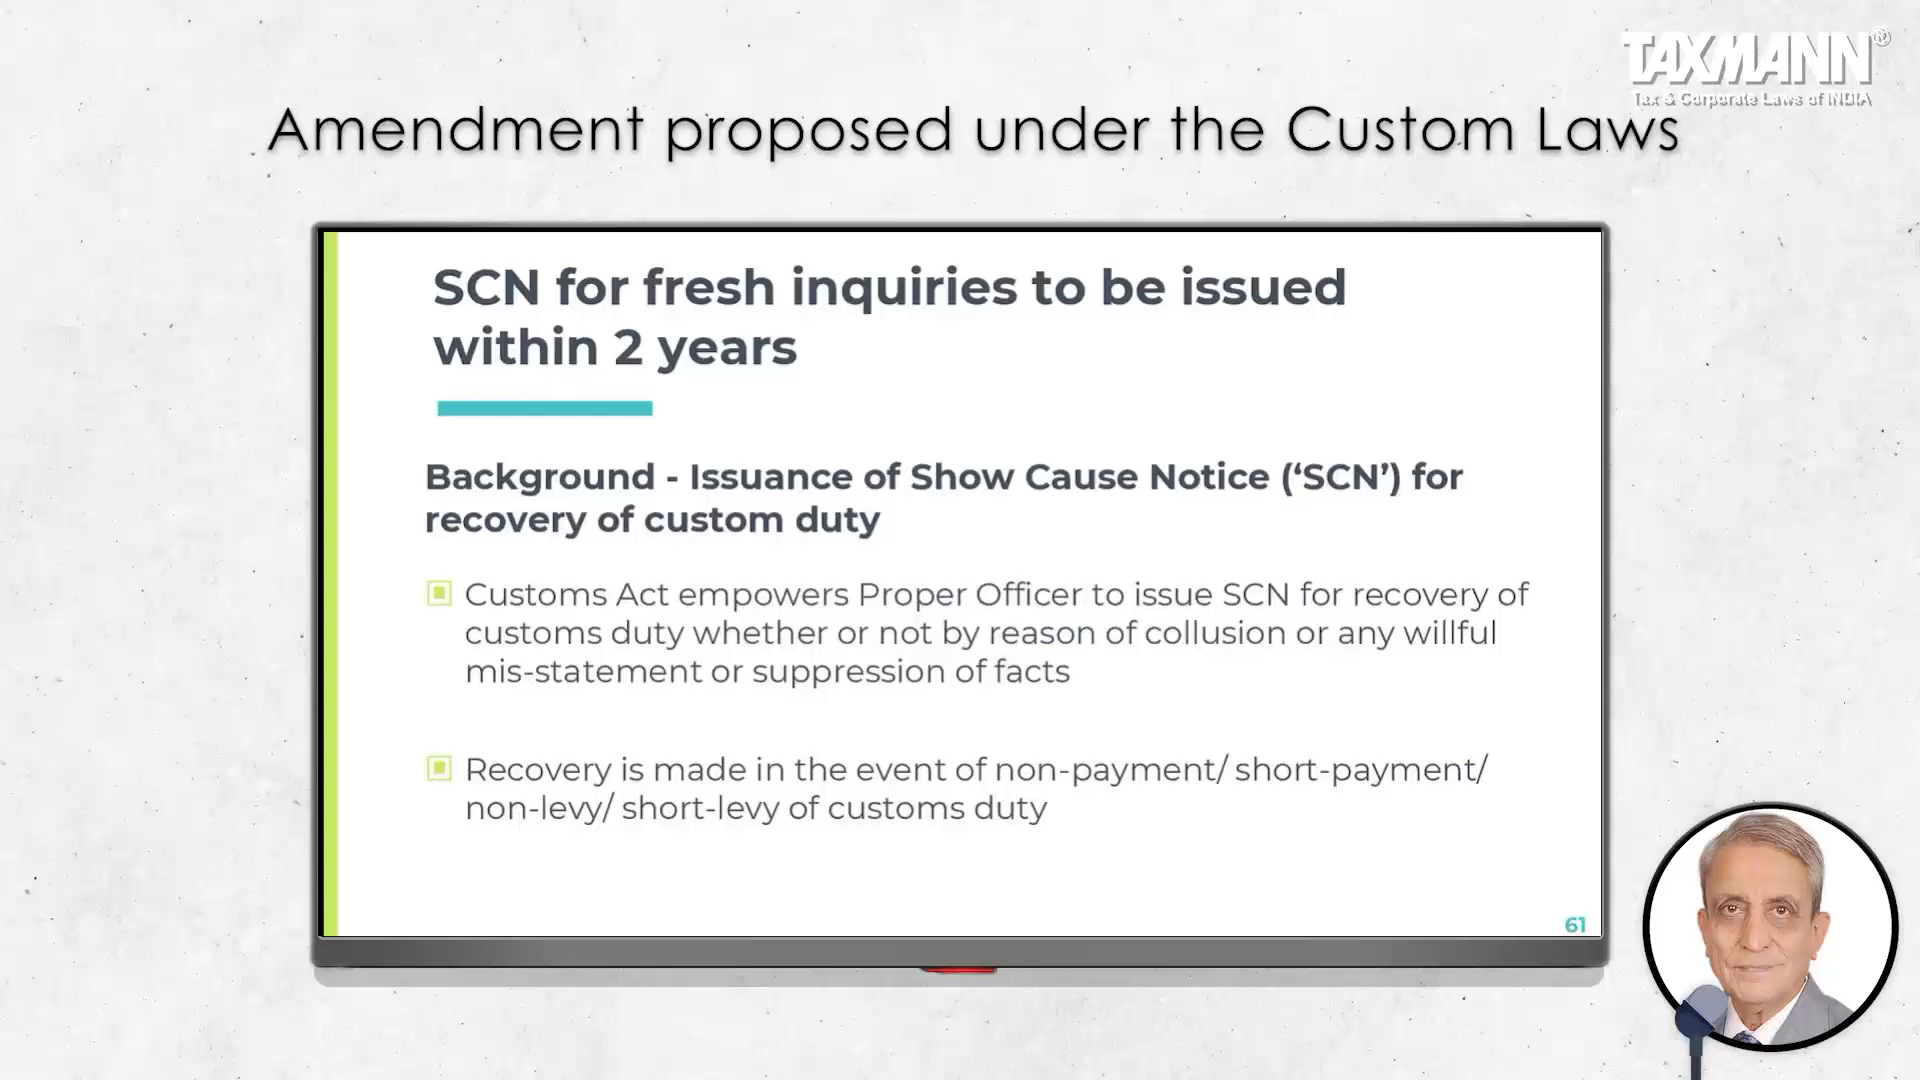 TAXMANN®
Tax & Corporate Laws of INDIA
Amendment proposed under the Custom Laws
SCN for fresh inquiries to be issued
within 2 years
Background - Issuance of Show Cause Notice (‘SCN’) for
recovery of custom duty
Customs Act empowers Proper Officer to issue SCN for recovery of
customs duty whether or not by reason of collusion or any willful
mis-statement or suppression of facts
Recovery is made in the event of non-payment/ short-payment/
non-levy/ short-levy of customs duty
61